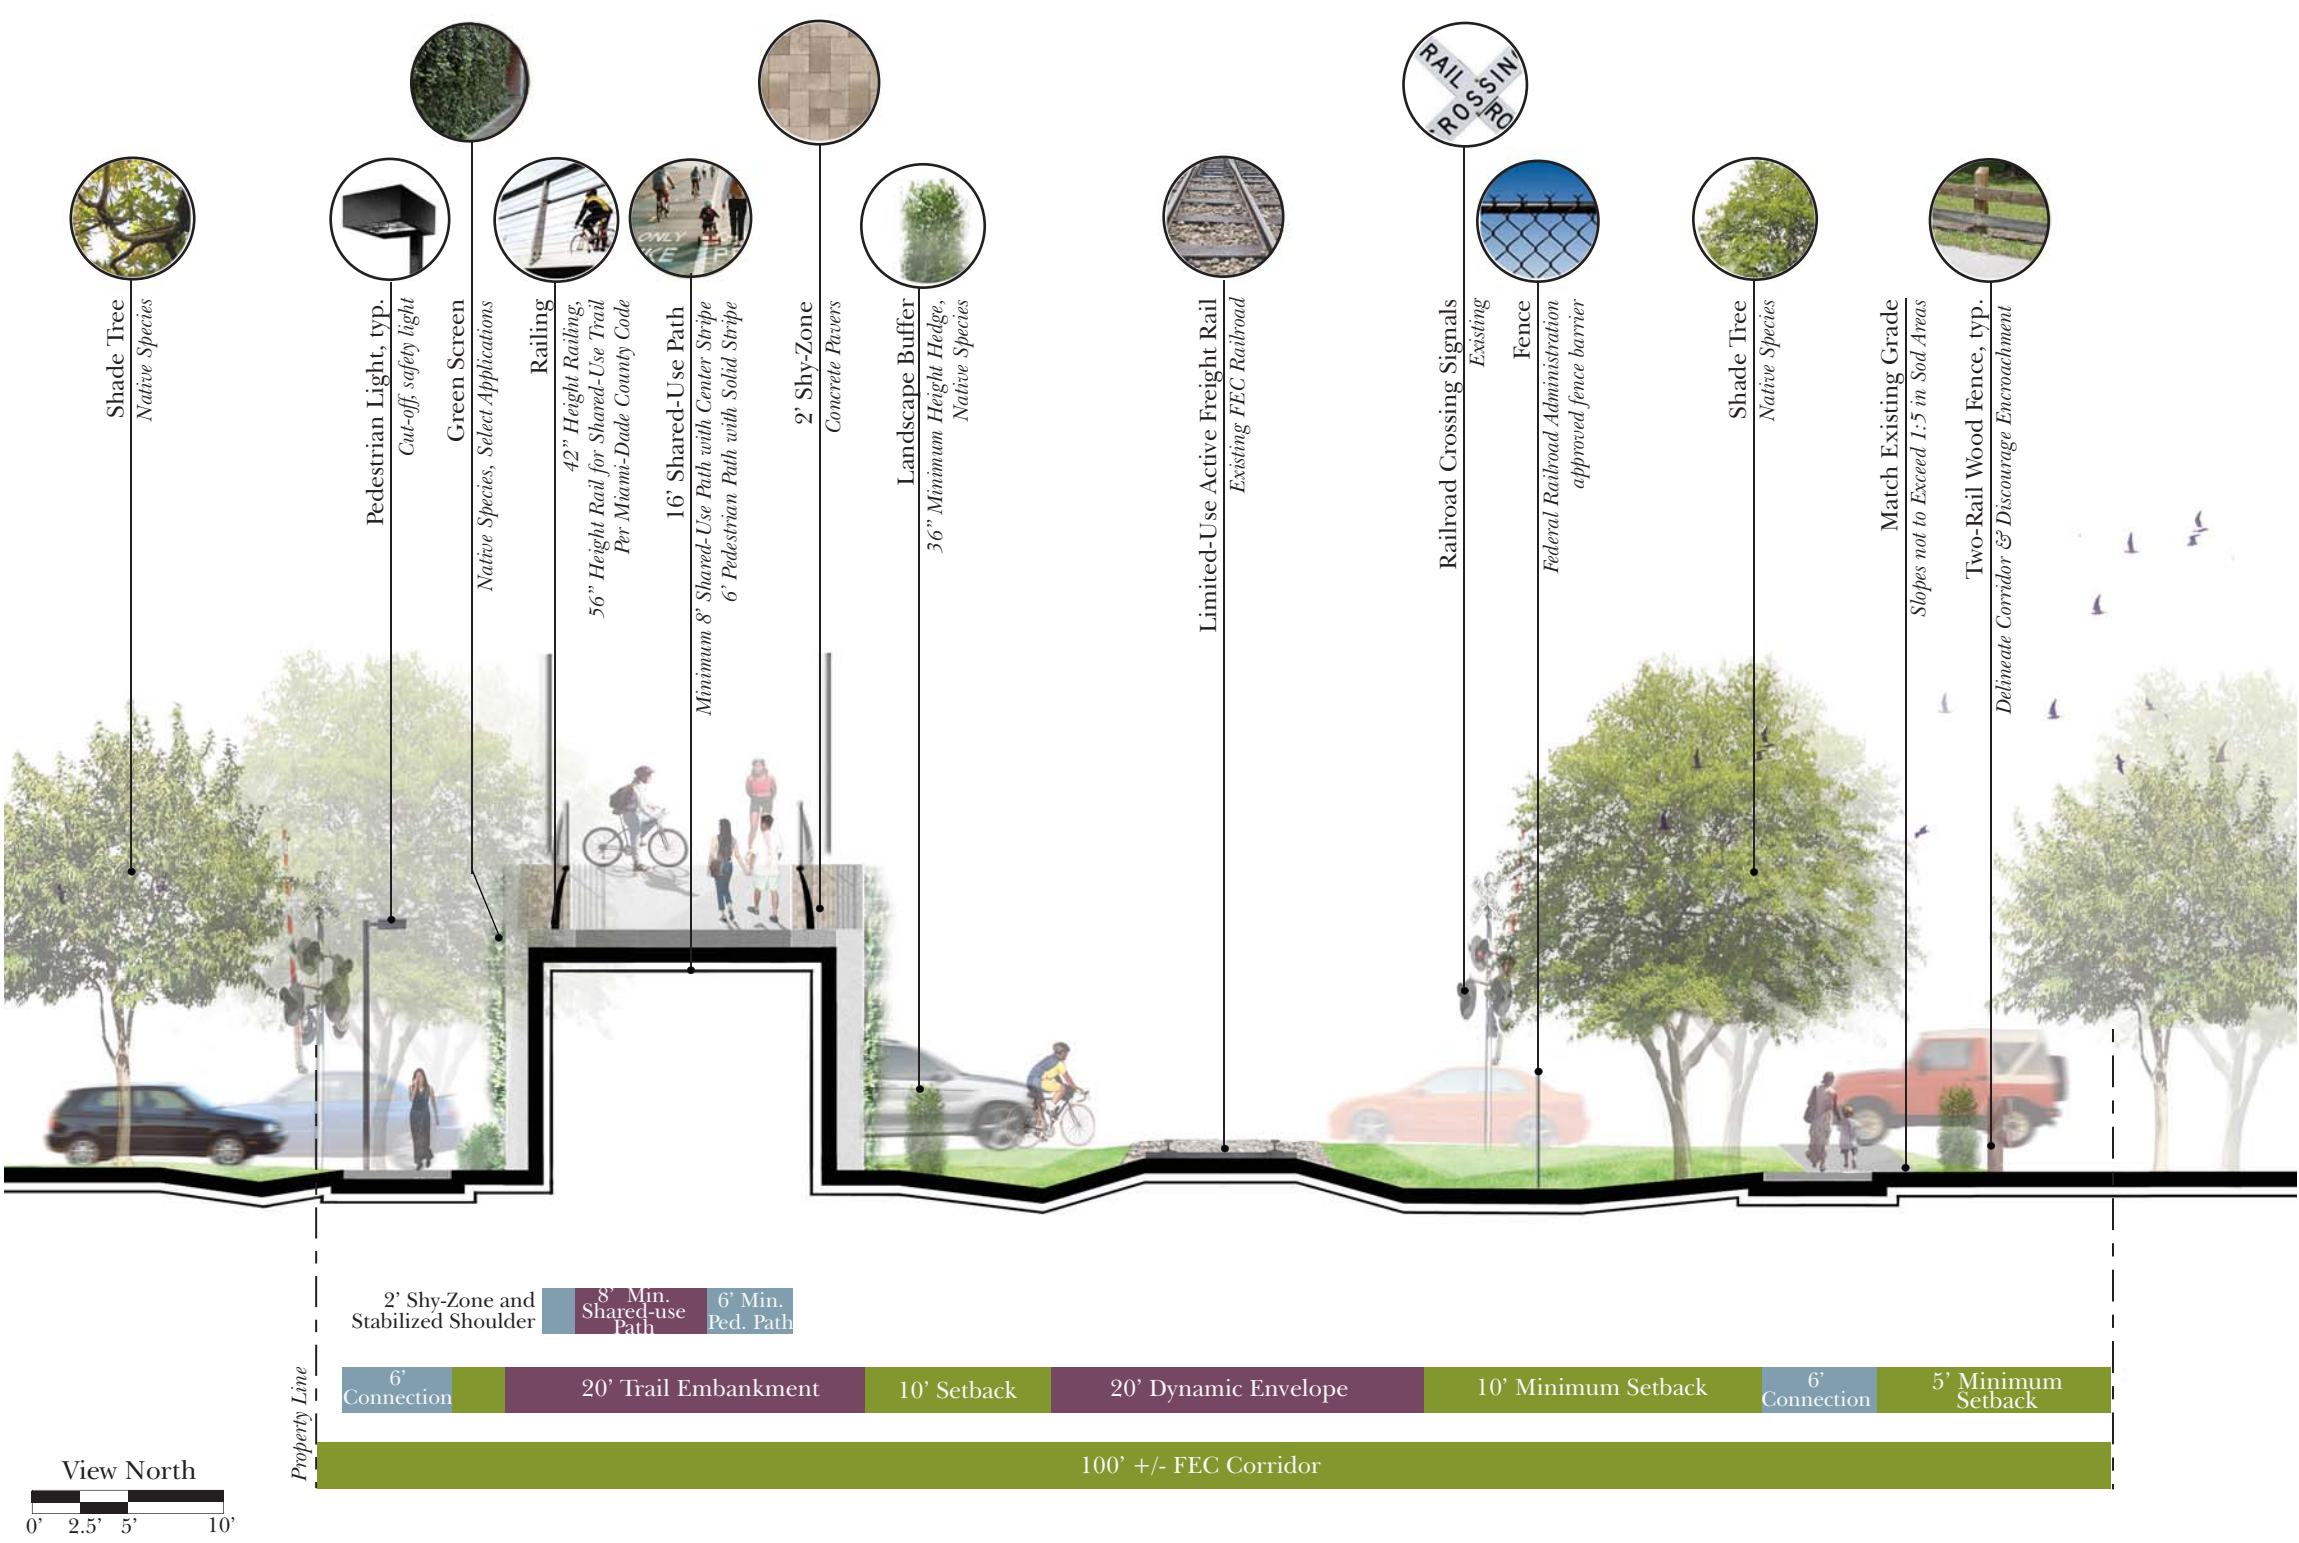 RAIL
CROSSIN
RO
ONLY
KE
P
Shade Tree
Native Species
Pedestrian Light, typ.
Cut-off, safety light
Green Screen
Native Species, Select Applications
Railing
42” Height Railing,
56” Height Rail for Shared-Use Trail
Per Miami-Dade County Code
16’ Shared-Use Path
Minimum 8’ Shared-Use Path with Center Stripe
6’ Pedestrian Path with Solid Stripe
2’ Shy-Zone
Concrete Pavers
Landscape Buffer
36” Minimum Height Hedge,
Native Species
Limited-Use Active Freight Rail
Existing FEC Railroad
Railroad Crossing Signals
Existing
Fence
Federal Railroad Administration
approved fence barrier
Shade Tree
Native Species
Match Existing Grade
Slopes not to Exceed 1:5 in Sod Areas
Two-Rail Wood Fence, typ.
Delineate Corridor & Discourage Encroachment
2’ Shy-Zone and
Stabilized Shoulder
8’ Min.
Shared-use
Path
6’ Min.
Ped. Path
Property Line
6’
Connection
20’ Trail Embankment
10’ Setback
20’ Dynamic Envelope
10’ Minimum Setback
6’
Connection
5’ Minimum
Setback
100’ +/- FEC Corridor
View North
0’ 2.5’ 5’ 10’